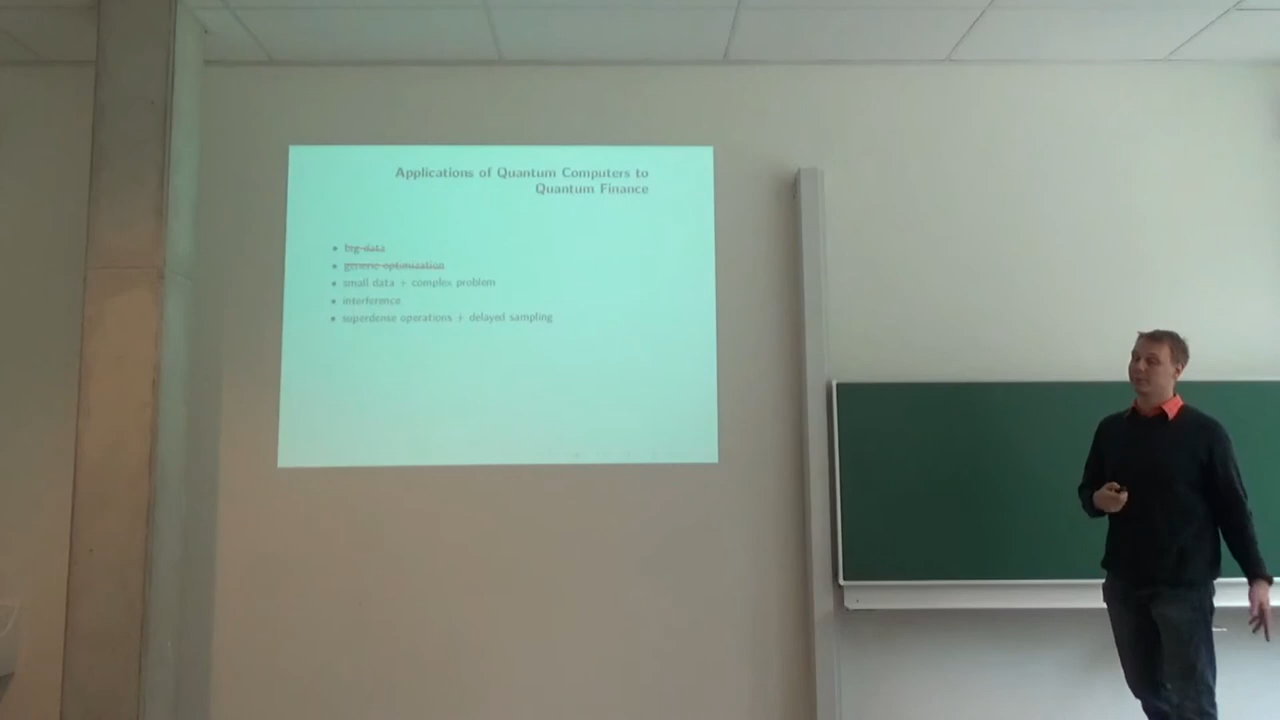 Applications of Quantum Computers to
Quantum Finance
• big data
• generic optimization
• small data + complex problem
• interference
• superdense operations + delayed sampling